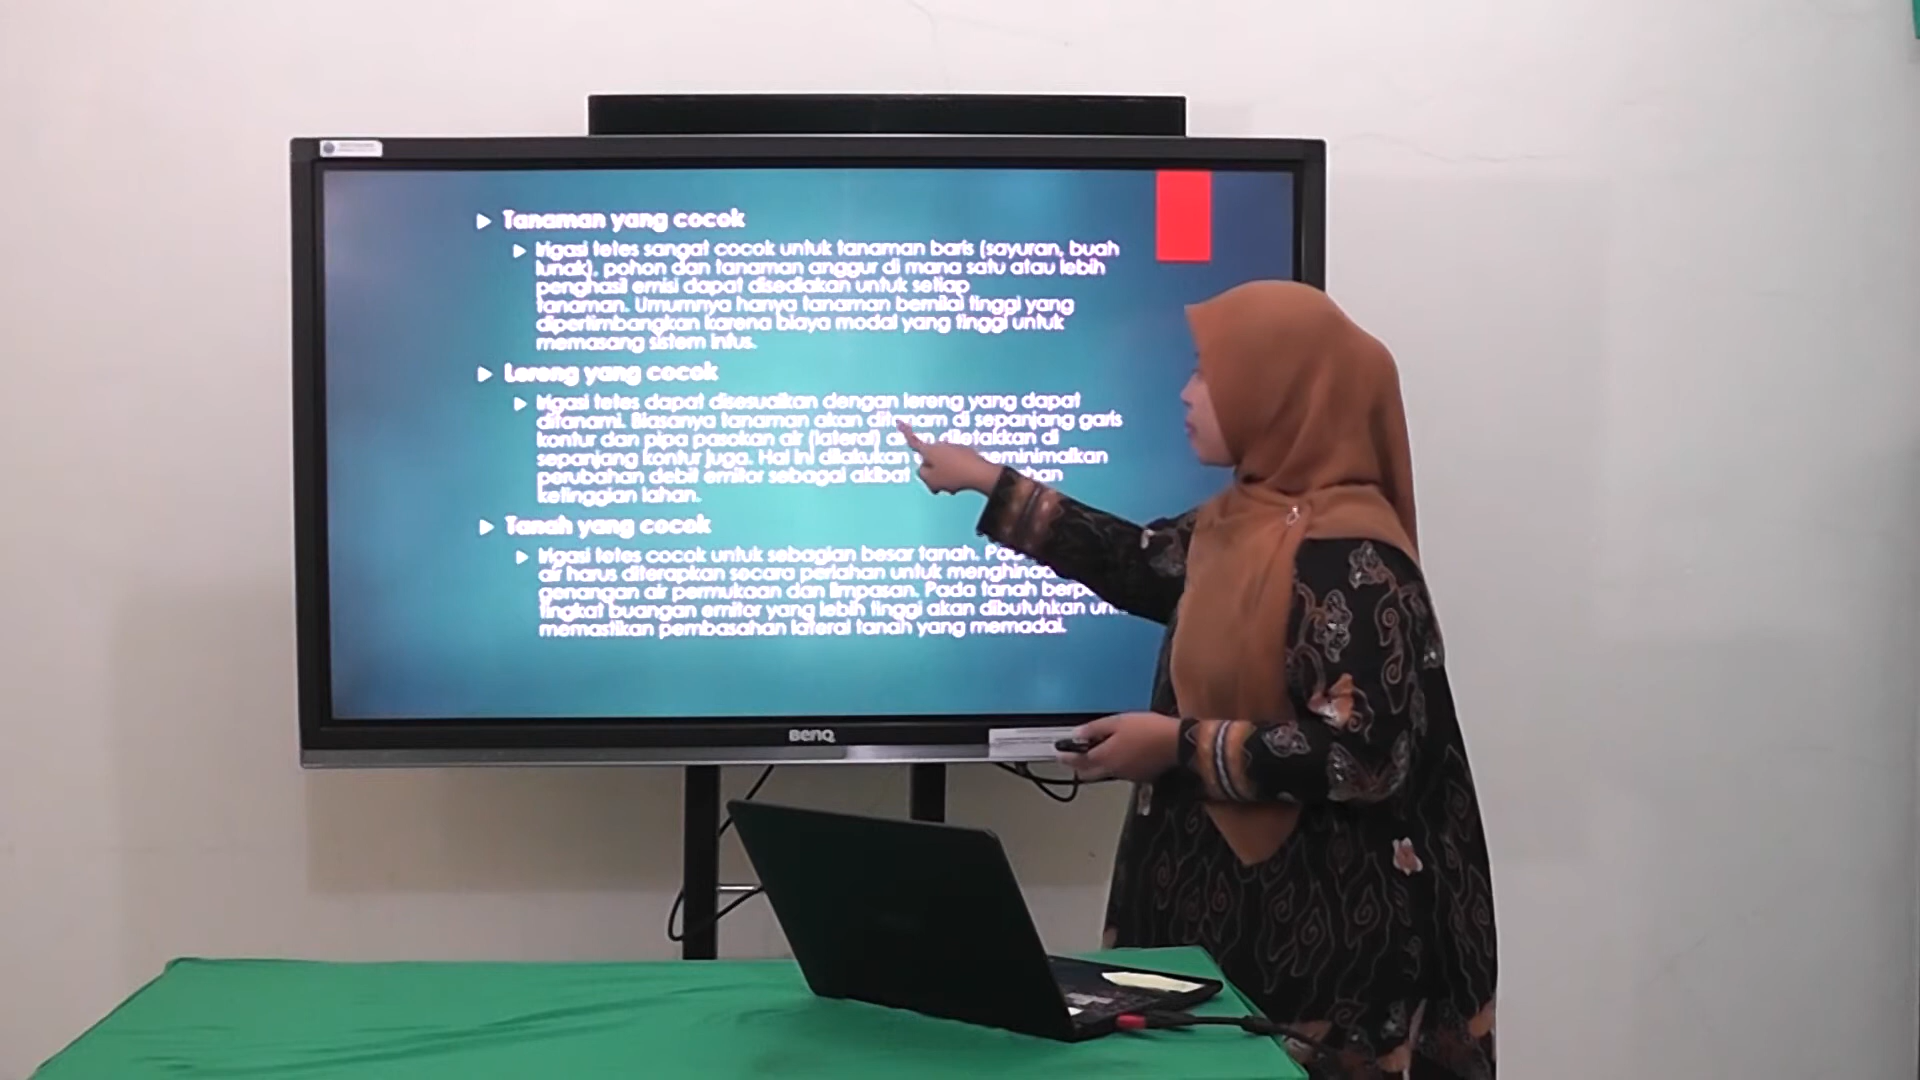 Tanaman yang cocok
Irigasi tetes sangat cocok untuk tanaman baris (sayuran, buah
lunak), pohon dan tanaman anggur di mana satu atau lebih
penghasil emisi dapat disediakan untuk setiap
tanaman. Umumnya hanya tanaman bernilai tinggi yang
dipertimbangkan karena biaya modal yang tinggi untuk
memasang sistem infus.
Lereng yang cocok
Irigasi tetes dapat disesuaikan dengan lereng yang dapat
ditanami. Biasanya tanaman akan ditanam di sepanjang garis
kontur dan pipa pasokan air (lateral) akan diletakkan di
sepanjang kontur juga. Hal ini dilakukan meminimalkan
perubahan debit emitor sebagai akibat
ketinggian lahan.
Tanah yang cocok
Irigasi tetes cocok untuk sebagian besar tanah.
air harus diterapkan secara perlahan untuk
genangan air permukaan dan limpasan. Pada tanah
tingkat buangan emitor yang lebih tinggi akan dibutuhkan
memastikan pembasahan lateral tanah yang memadai.
BenQ